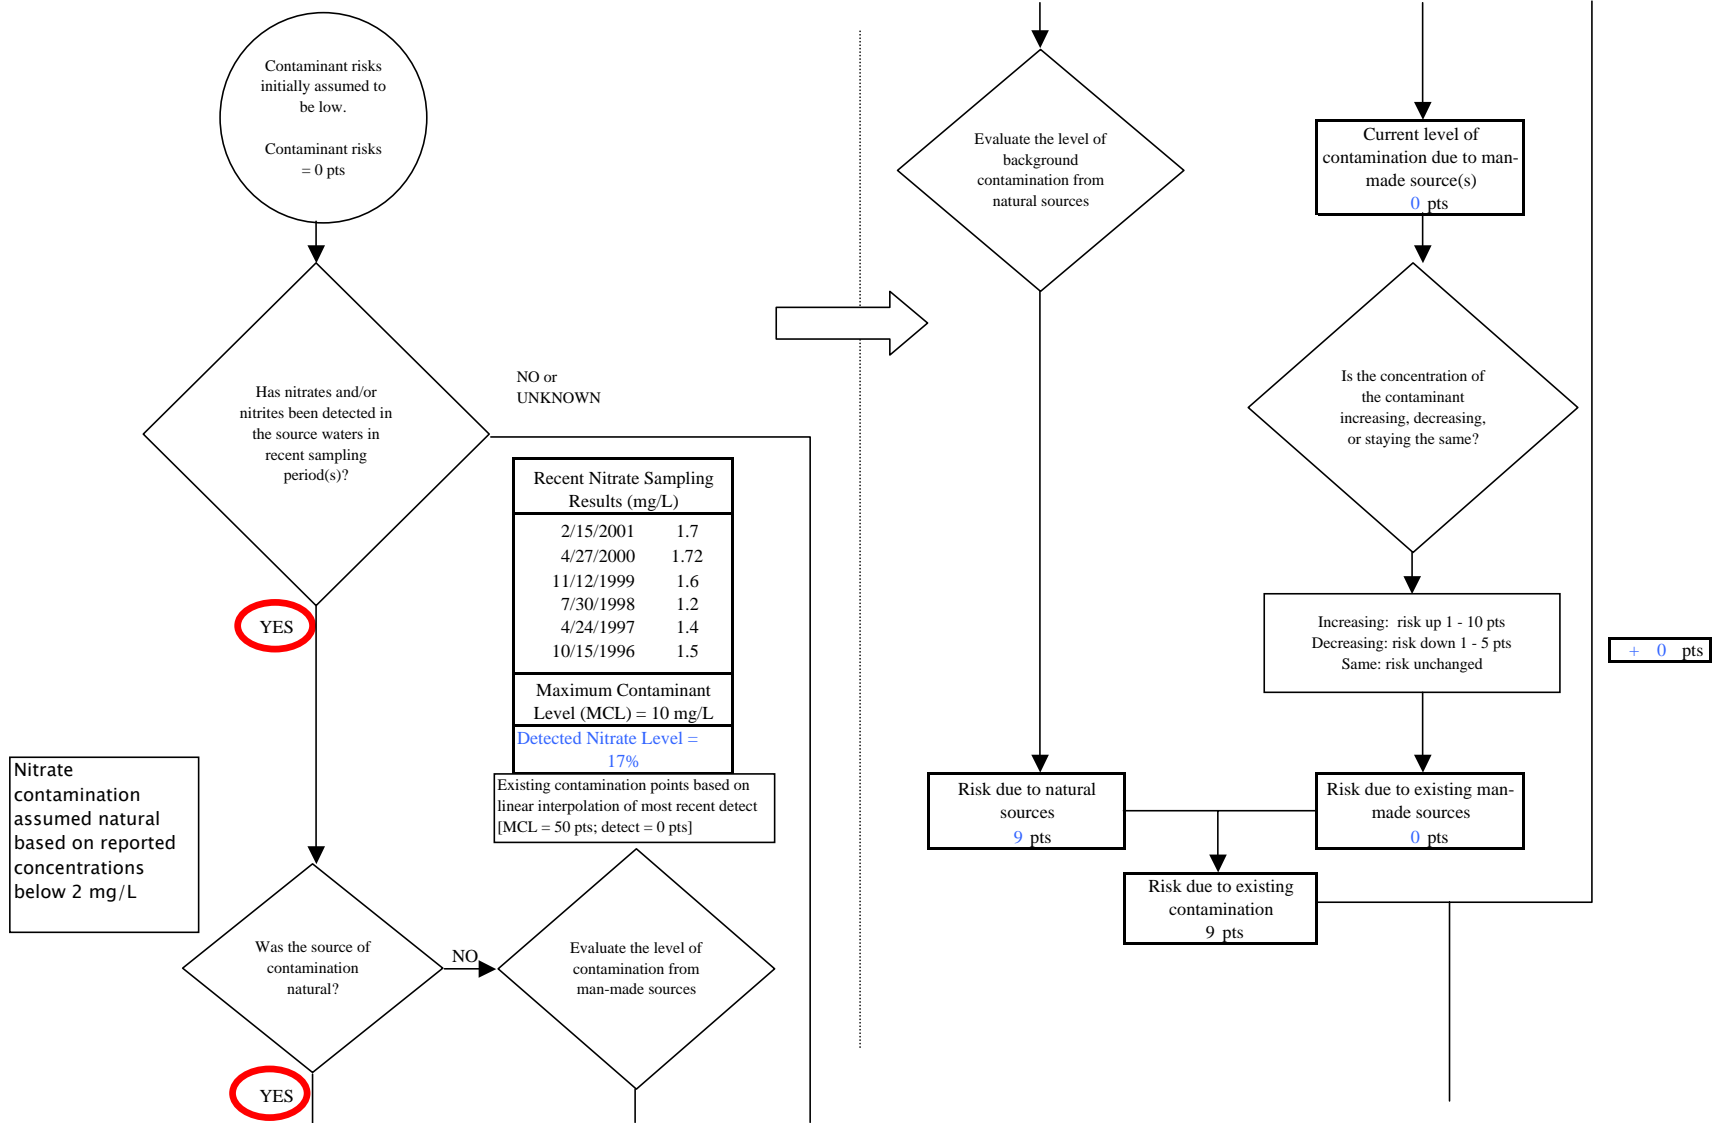 Contaminant risks
initially assumed to
be low.
Contaminant risks
= 0 pts
Has nitrates and/or
nitrites been detected in
the source waters in
recent sampling
period(s)?
NO or
UNKNOWN
YES
Recent Nitrate Sampling
Results (mg/L)
2/15/2001 1.7
4/27/2000 1.72
11/12/1999 1.6
7/30/1998 1.2
4/24/1997 1.4
10/15/1996 1.5
Maximum Contaminant
Level (MCL) = 10 mg/L
Detected Nitrate Level =
17%
Existing contamination points based on
linear interpolation of most recent detect
[MCL = 50 pts; detect = 0 pts]
Nitrate
contamination
assumed natural
based on reported
concentrations
below 2 mg/L
Was the source of
contamination
natural?
NO
Evaluate the level of
contamination from
man-made sources
YES
Evaluate the level of
background
contamination from
natural sources
Current level of
contamination due to man-
made source(s)
0 pts
Is the concentration of
the contaminant
increasing, decreasing,
or staying the same?
Increasing: risk up 1 - 10 pts
Decreasing: risk down 1 - 5 pts
Same: risk unchanged
+ 0 pts
Risk due to natural
sources
9 pts
Risk due to existing man-
made sources
0 pts
Risk due to existing
contamination
9 pts